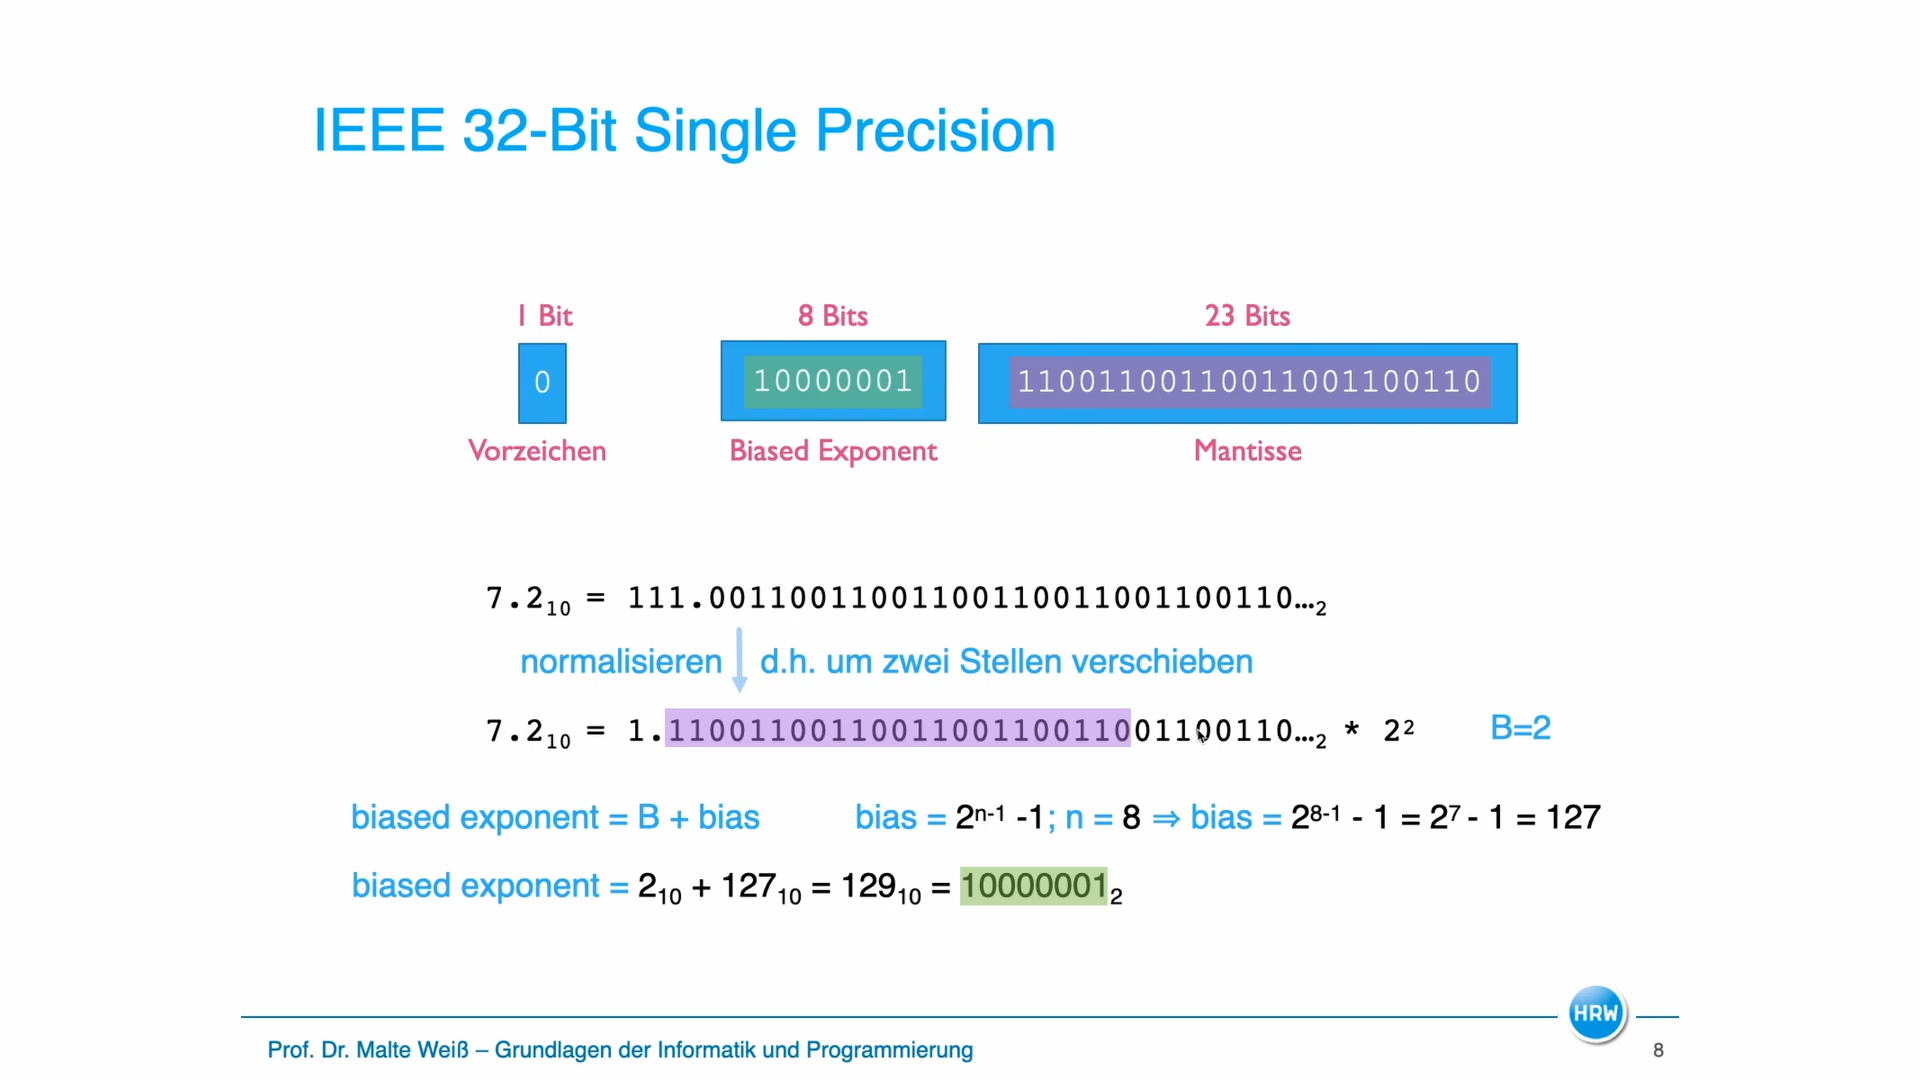 IEEE 32-Bit Single Precision
1 Bit 8 Bits 23 Bits
0 10000001 11001100110011001100110
Vorzeichen Biased Exponent Mantisse
7.2₁₀ = 111.00110011001100110011001100110…₂
normalisieren d.h. um zwei Stellen verschieben
7.2₁₀ = 1.1100110011001100110011001100110…₂ * 2² B=2
biased exponent = B + bias bias = 2ⁿ⁻¹ -1; n = 8 ⇒ bias = 2⁸⁻¹ - 1 = 2⁷ - 1 = 127
biased exponent = 2₁₀ + 127₁₀ = 129₁₀ = 10000001₂
HRW
Prof. Dr. Malte Weiß – Grundlagen der Informatik und Programmierung 8